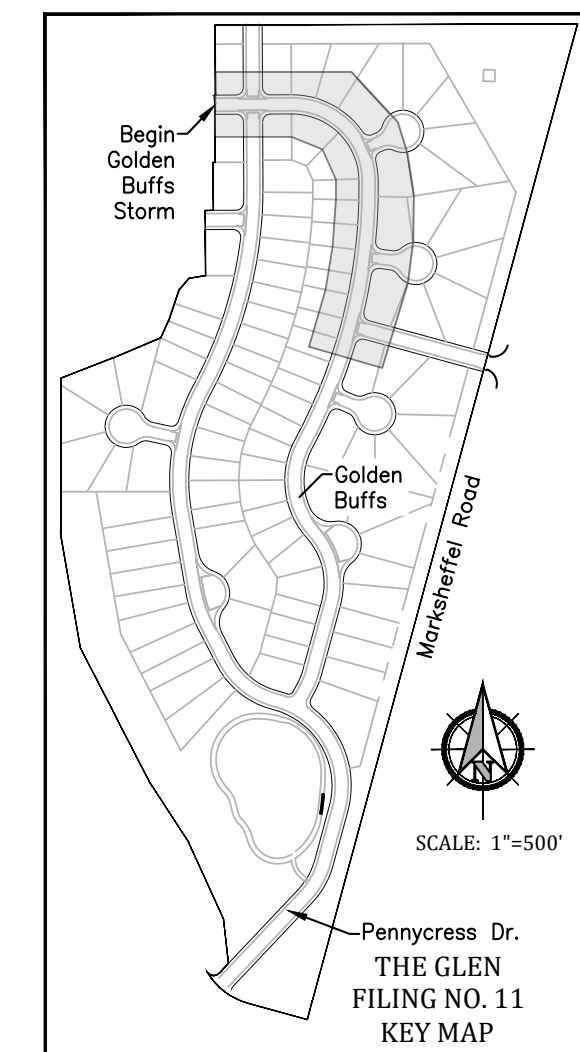 Begin
Golden
Buffs
Storm
Golden
Buffs
Marksheffel Road
N
SCALE: 1"=500'
Pennycress Dr.
THE GLEN
FILING NO. 11
KEY MAP